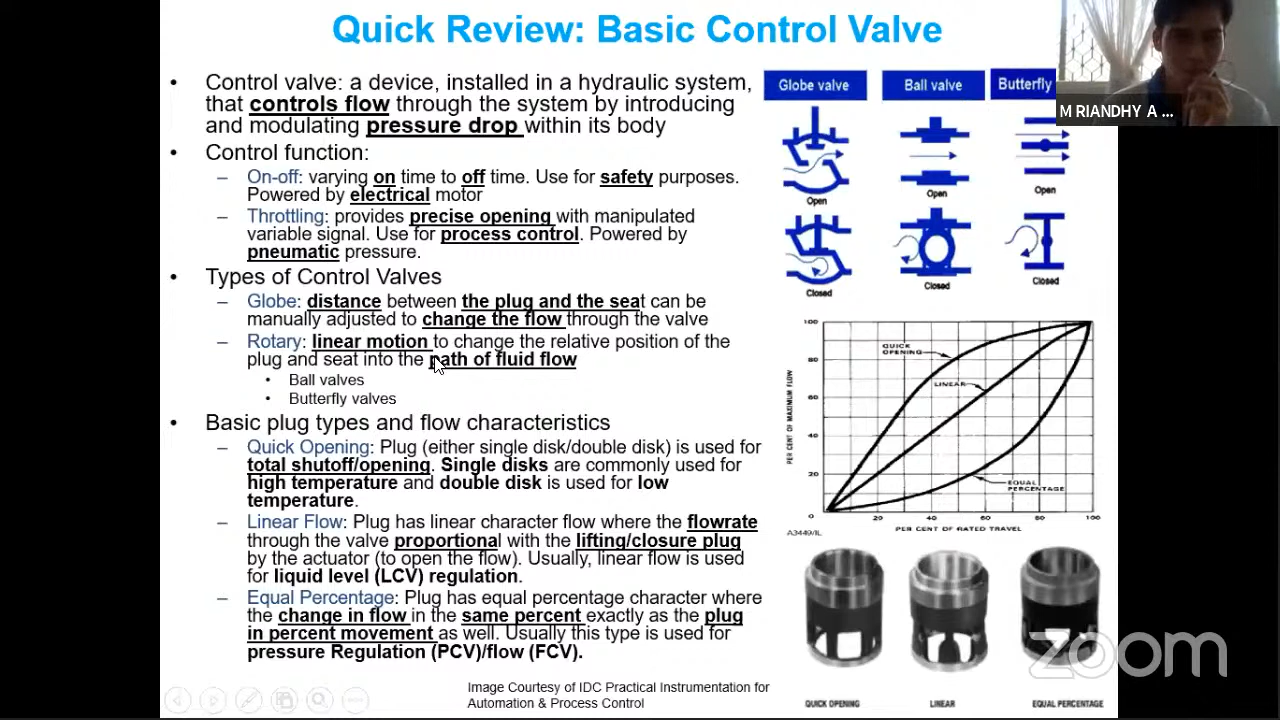 Quick Review: Basic Control Valve
• Control valve: a device, installed in a hydraulic system,
that controls flow through the system by introducing
and modulating pressure drop within its body
• Control function:
– On-off: varying on time to off time. Use for safety purposes.
Powered by electrical motor
– Throttling: provides precise opening with manipulated
variable signal. Use for process control. Powered by
pneumatic pressure.
• Types of Control Valves
– Globe: distance between the plug and the seat can be
manually adjusted to change the flow through the valve
– Rotary: linear motion to change the relative position of the
plug and seat into the path of fluid flow
• Ball valves
• Butterfly valves
• Basic plug types and flow characteristics
– Quick Opening: Plug (either single disk/double disk) is used for
total shutoff/opening. Single disks are commonly used for
high temperature and double disk is used for low
temperature.
– Linear Flow: Plug has linear character flow where the flowrate
through the valve proportional with the lifting/closure plug
by the actuator (to open the flow). Usually, linear flow is used
for liquid level (LCV) regulation.
– Equal Percentage: Plug has equal percentage character where
the change in flow in the same percent exactly as the plug
in percent movement as well. Usually this type is used for
pressure Regulation (PCV)/flow (FCV).
Image Courtesy of IDC Practical Instrumentation for
Automation & Process Control
Globe valve Ball valve Butterfly
M RIANDHY A ...
Open Open Open
Closed Closed Closed
100
80
60
40
20
0
PER CENT OF MAXIMUM FLOW
QUICK
OPENING
LINEAR
EQUAL
PERCENTAGE
20 40 60 80 100
PER CENT OF RATED TRAVEL
A3449/IL
zoom
QUICK OPENING LINEAR EQUAL PERCENTAGE